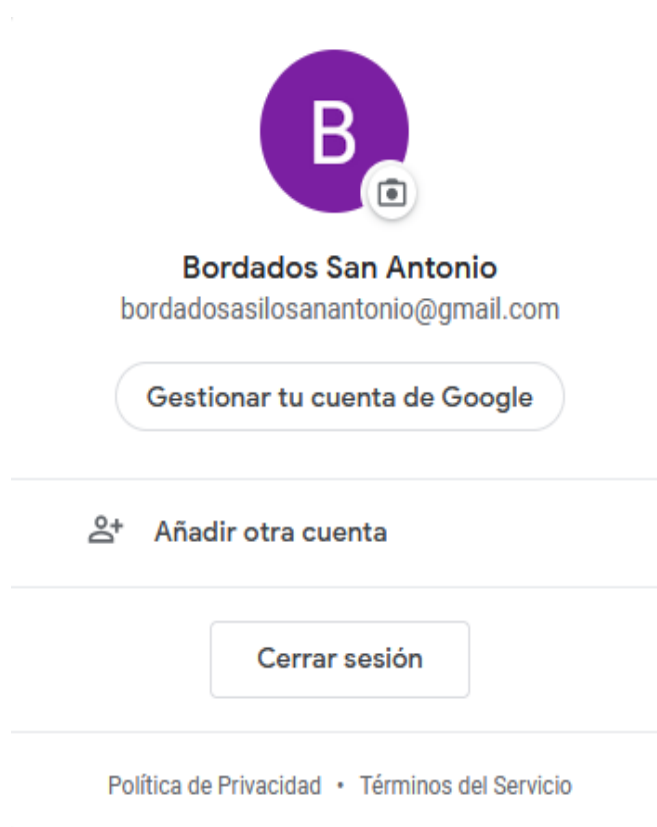 B
Bordados San Antonio
bordadosasilosanantonio@gmail.com
Gestionar tu cuenta de Google
Añadir otra cuenta
Cerrar sesión
Política de Privacidad • Términos del Servicio